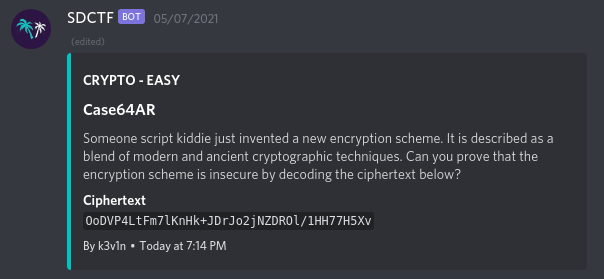 SDCTF BOT 05/07/2021
(edited)
CRYPTO - EASY
Case64AR
Someone script kiddie just invented a new encryption scheme. It is described as a
blend of modern and ancient cryptographic techniques. Can you prove that the
encryption scheme is insecure by decoding the ciphertext below?
Ciphertext
OoDVP4LtFm7lKnHk+JDrJo2jNZDROl/1HH77H5Xv
By k3v1n • Today at 7:14 PM